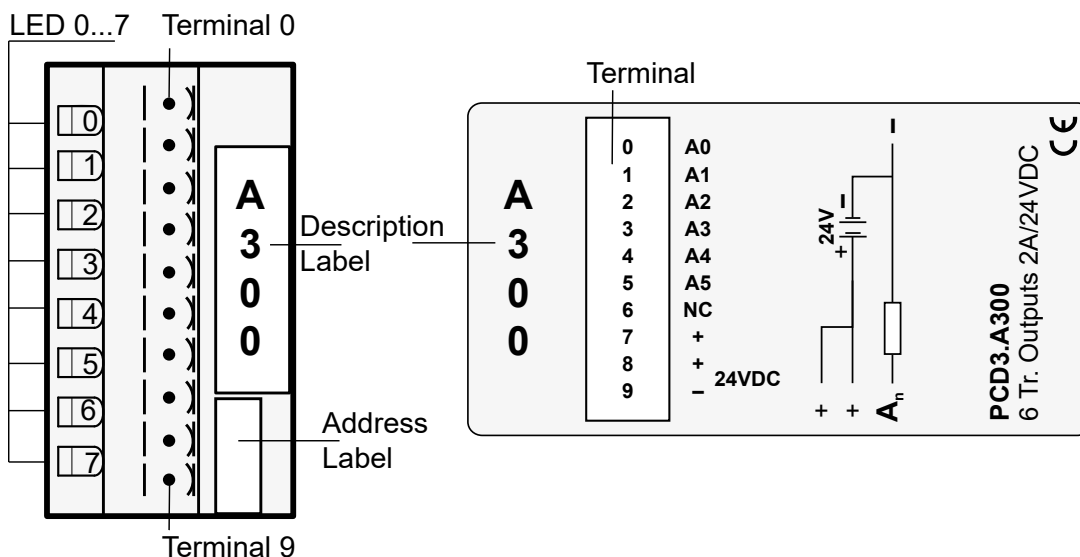 LED 0...7
Terminal 0
0
1
2
3
4
5
6
7
A
3
0
0
Description
Label
Address
Label
Terminal 9
Terminal
A
3
0
0
0 A0
1 A1
2 A2
3 A3
4 A4
5 A5
6 NC
7 +
8 +
24VDC
9 –
–
–
24V
+
+ + An
PCD3.A300
6 Tr. Outputs 2A/24VDC
CE